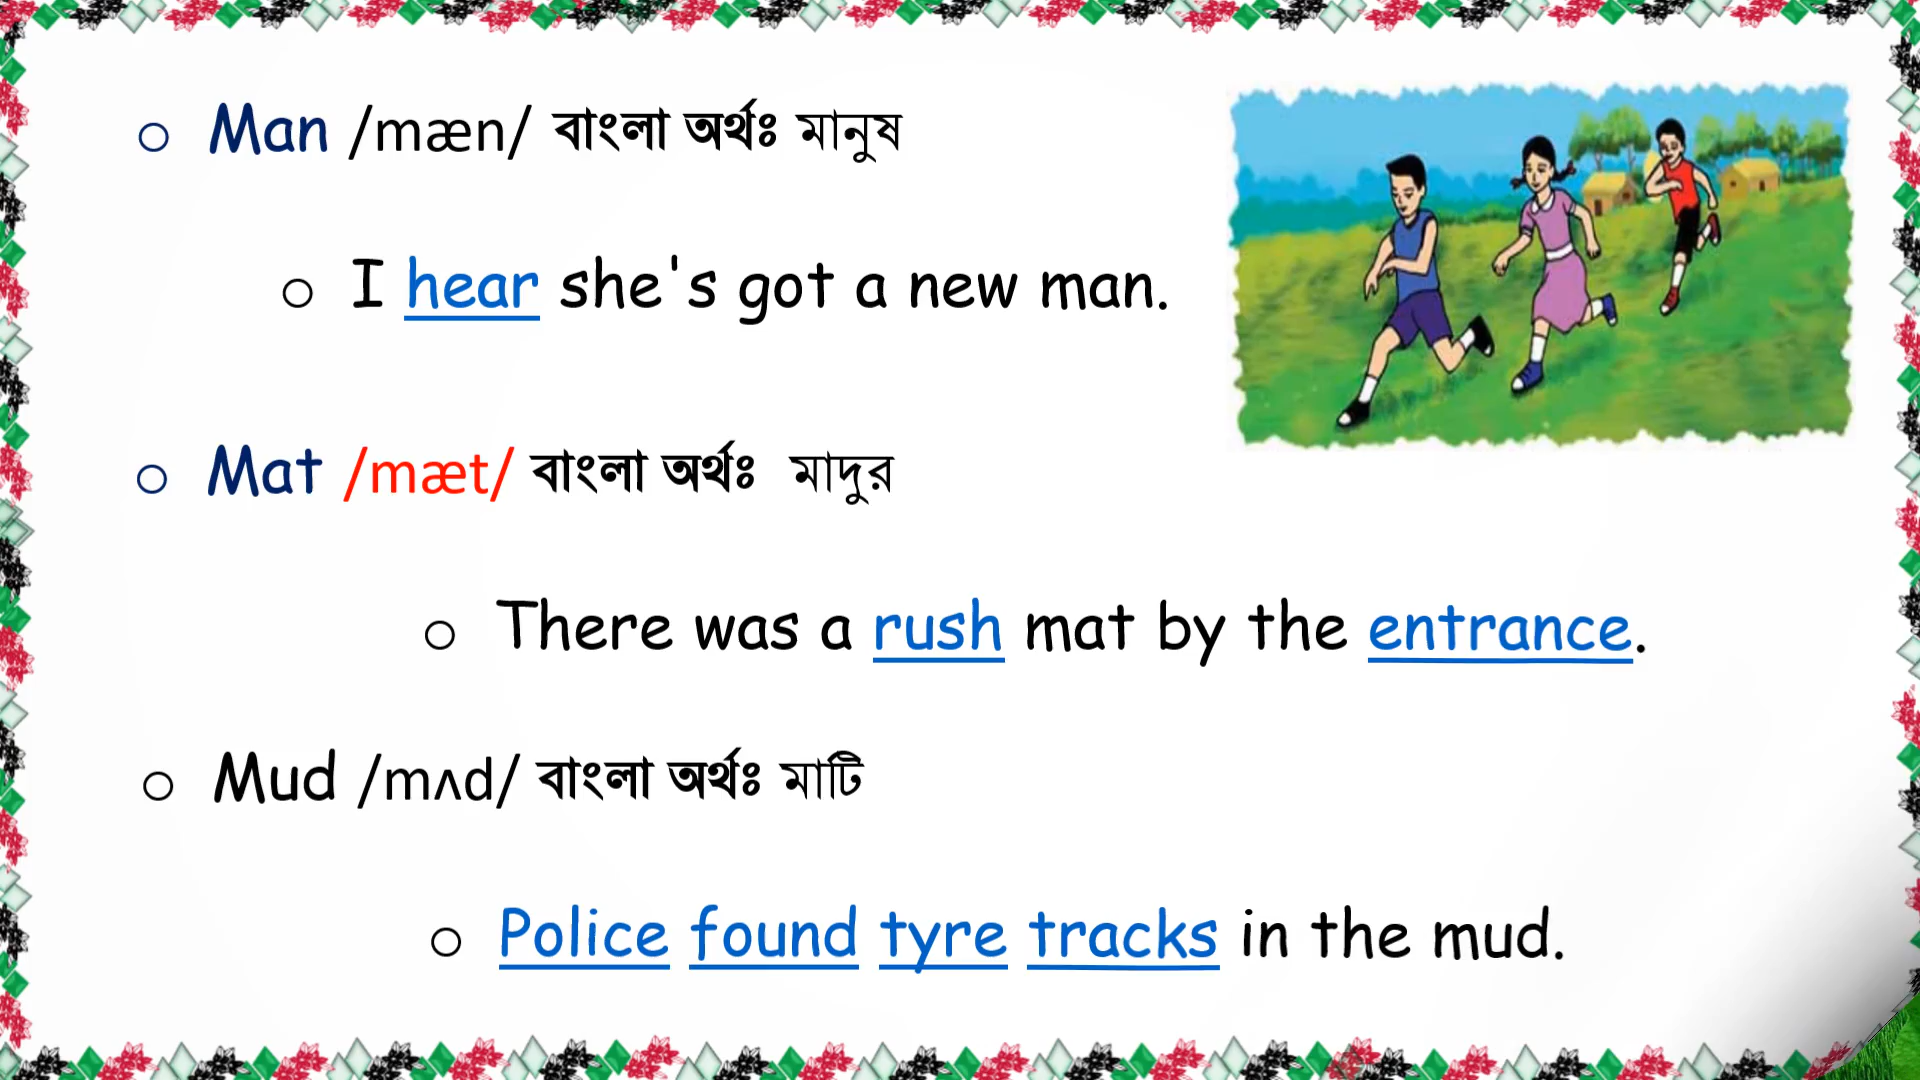 Man /mæn/ বাংলা অর্থঃ মানুষ
I hear she's got a new man.
Mat /mæt/ বাংলা অর্থঃ মাদুর
There was a rush mat by the entrance.
Mud /mʌd/ বাংলা অর্থঃ মাটি
Police found tyre tracks in the mud.